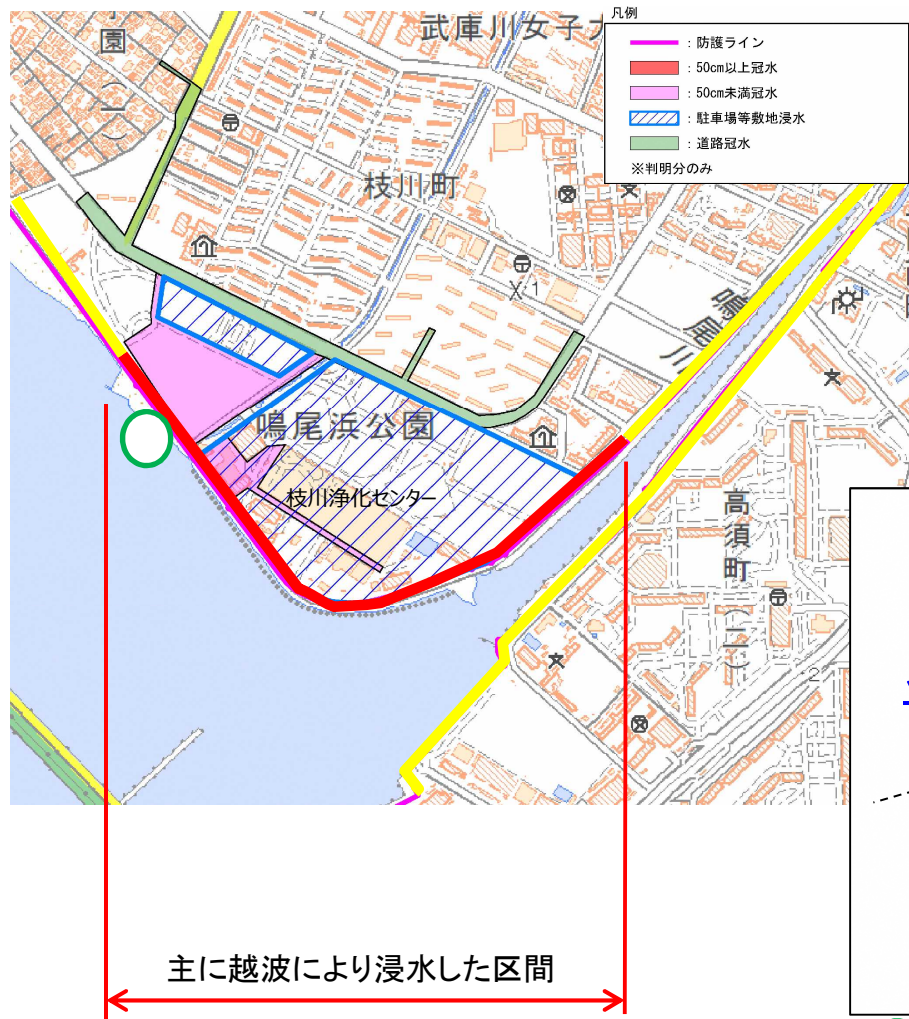 凡例
：防護ライン
：50cm以上冠水
：50cm未満冠水
：駐車場等敷地浸水
：道路冠水
※判明分のみ
武庫川女子大
園
(二)
枝川町
1
鳴尾川
鳴尾浜公園
枝川浄化センター
高須町(二)
2
主に越波により浸水した区間